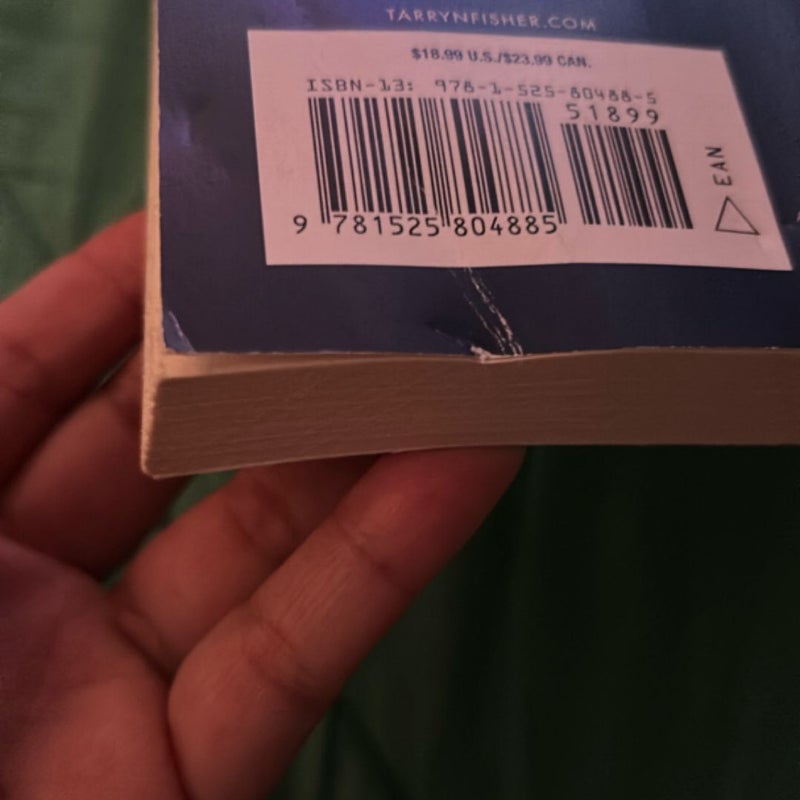 TARRYNFISHER.COM
$18.99 U.S./$23.99 CAN.
ISBN-13: 978-1-525-80488-5
51899
9 781525 804885
EAN